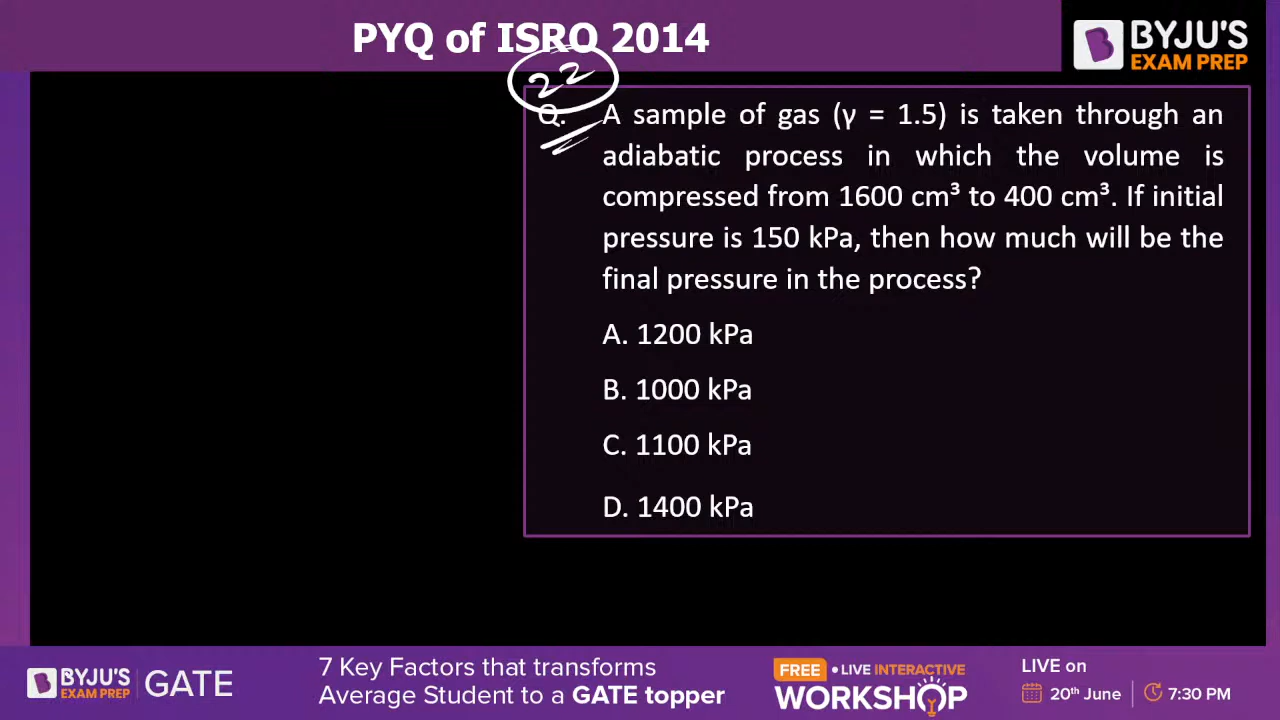 PYQ of ISRO 2014
BYJU'S
EXAM PREP
22
Q. A sample of gas (γ = 1.5) is taken through an
adiabatic process in which the volume is
compressed from 1600 cm³ to 400 cm³. If initial
pressure is 150 kPa, then how much will be the
final pressure in the process?
A. 1200 kPa
B. 1000 kPa
C. 1100 kPa
D. 1400 kPa
BYJU'S
EXAM PREP
GATE
7 Key Factors that transforms
Average Student to a GATE topper
FREE • LIVE INTERACTIVE
WORKSHOP
LIVE on
20th June
7:30 PM